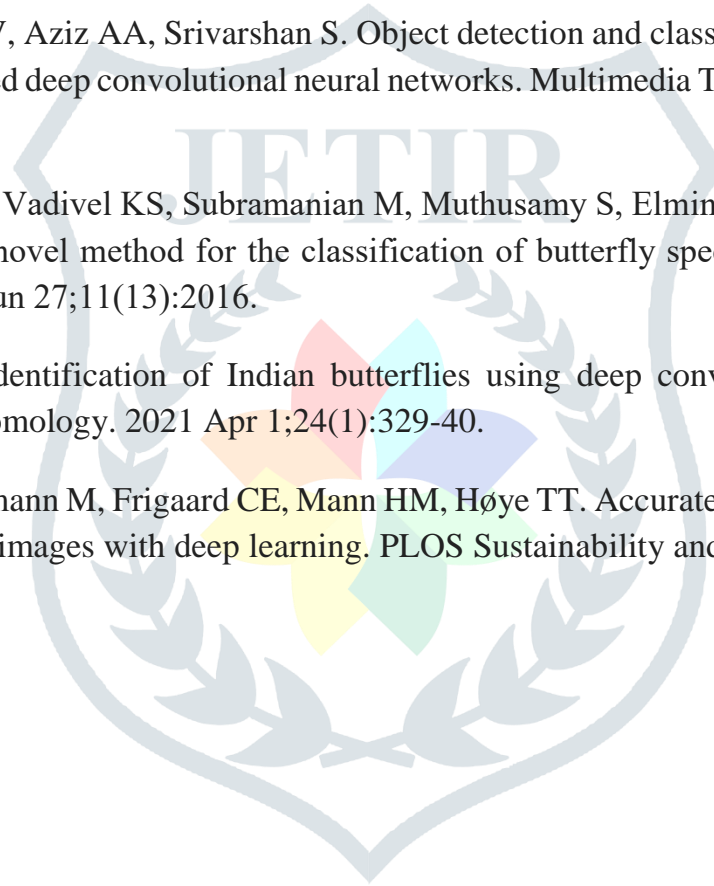 , Aziz AA, Srivarshan S. Object detection and class
ed deep convolutional neural networks. Multimedia T
JETIR
Vadivel KS, Subramanian M, Muthusamy S, Elmin
novel method for the classification of butterfly spe
un 27;11(13):2016.
dentification of Indian butterflies using deep conv
omology. 2021 Apr 1;24(1):329-40.
nann M, Frigaard CE, Mann HM, Høye TT. Accurate
images with deep learning. PLOS Sustainability and